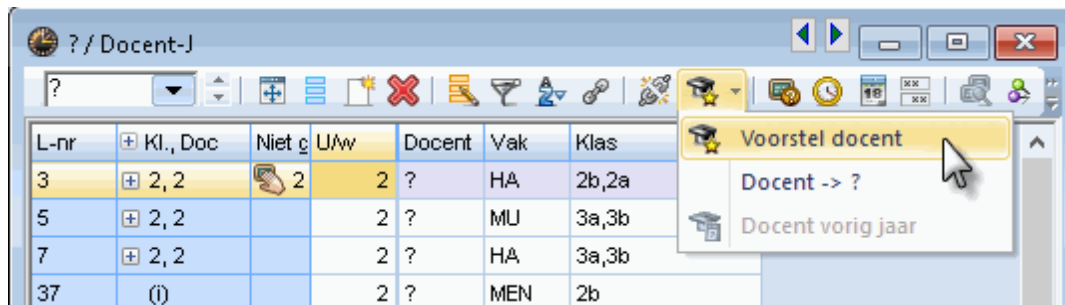 ? / Docent-J
?
L-nr Kl., Doc Niet g U/w Docent Vak Klas
3 2, 2 2 2 ? HA 2b,2a
5 2, 2 2 ? MU 3a,3b
7 2, 2 2 ? HA 3a,3b
37 (i) 2 ? MEN 2b
Voorstel docent
Docent -> ?
Docent vorig jaar